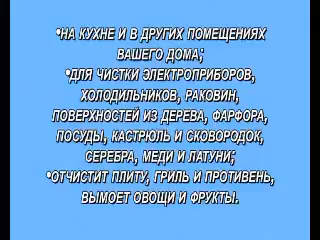 •НА КУХНЕ И В ДРУГИХ ПОМЕЩЕНИЯХ
ВАШЕГО ДОМА;
•ДЛЯ ЧИСТКИ ЭЛЕКТРОПРИБОРОВ,
ХОЛОДИЛЬНИКОВ, РАКОВИН,
ПОВЕРХНОСТЕЙ ИЗ ДЕРЕВА, ФАРФОРА,
ПОСУДЫ, КАСТРЮЛЬ И СКОВОРОДОК,
СЕРЕБРА, МЕДИ И ЛАТУНИ;
•ОТЧИСТИТ ПЛИТУ, ГРИЛЬ И ПРОТИВЕНЬ,
ВЫМОЕТ ОВОЩИ И ФРУКТЫ.